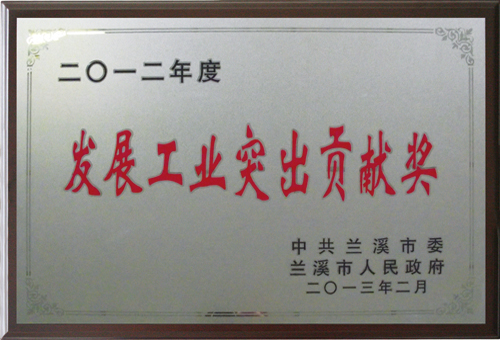 二〇一二年度
发展工业突出贡献奖
中共兰溪市委
兰溪市人民政府
二〇一三年二月